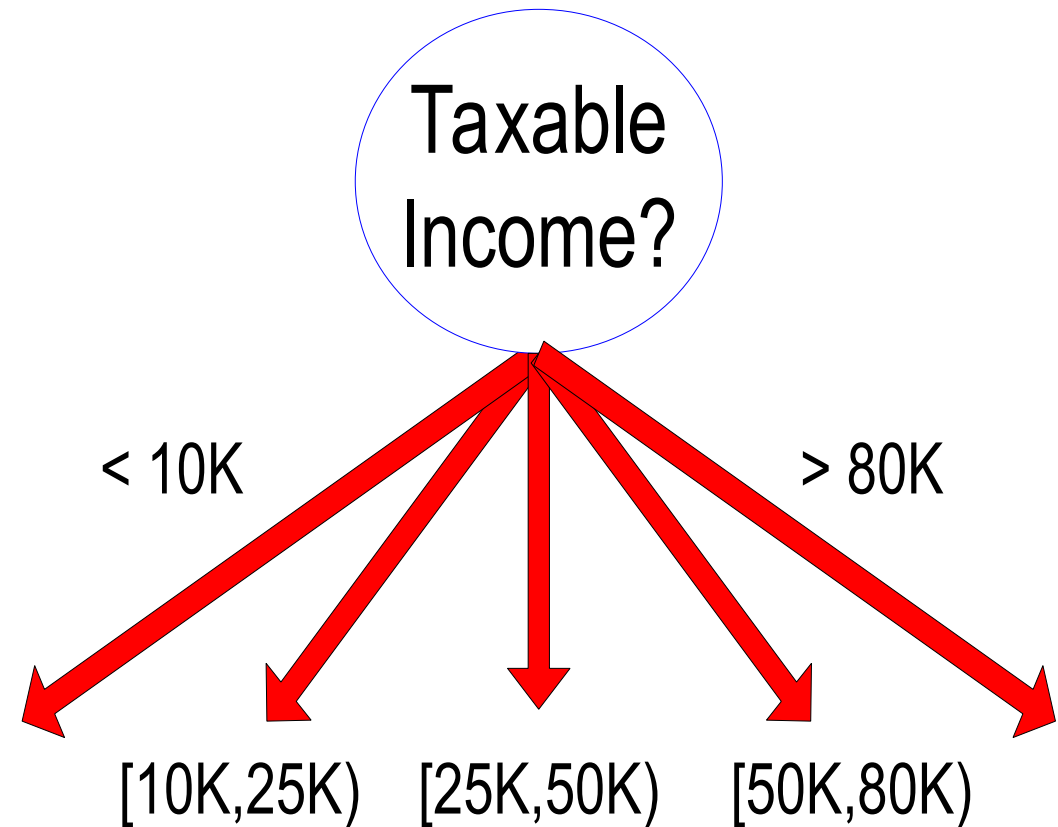 Taxable
Income?
< 10K
> 80K
[10K,25K)
[25K,50K)
[50K,80K)